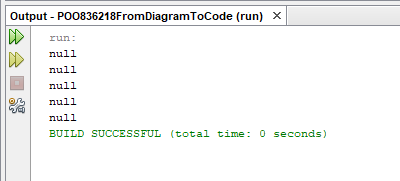 Output - POO836218FromDiagramToCode (run) ×
run:
null
null
null
null
null
BUILD SUCCESSFUL (total time: 0 seconds)